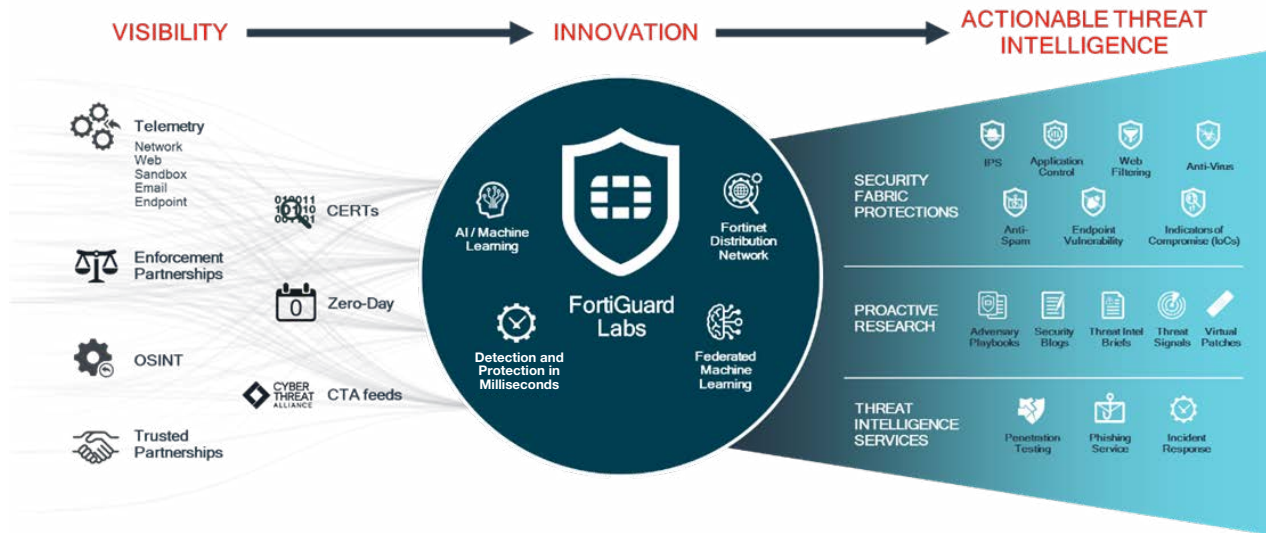 VISIBILITY
INNOVATION
ACTIONABLE THREAT
INTELLIGENCE
Telemetry
Network
Web
Sandbox
Email
Endpoint
Enforcement
Partnerships
OSINT
Trusted
Partnerships
010011
10110
001101
CERTs
0
Zero-Day
CYBER
THREAT
ALLIANCE
CTA feeds
AI / Machine
Learning
Fortinet
Distribution
Network
FortiGuard
Labs
Detection and
Protection in
Milliseconds
Federated
Machine
Learning
SECURITY
FABRIC
PROTECTIONS
IPS
Application
Control
Web
Filtering
Anti-Virus
Anti-
Spam
Endpoint
Vulnerability
Indicators of
Compromise (IoCs)
PROACTIVE
RESEARCH
Adversary
Playbooks
Security
Blogs
Threat Intel
Briefs
Threat
Signals
Virtual
Patches
THREAT
INTELLIGENCE
SERVICES
Penetration
Testing
Phishing
Service
Incident
Response